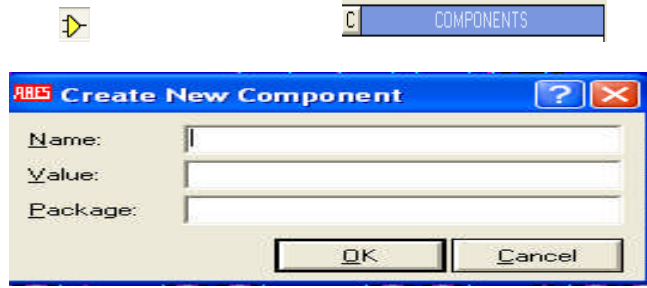 C COMPONENTS
ARES Create New Component ?
Name:
Value:
Package:
OK Cancel